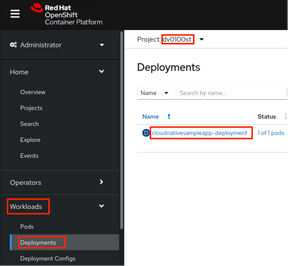 Red Hat
OpenShift
Container Platform
Administrator
Home
Overview
Projects
Search
Explore
Events
Operators
Workloads
Pods
Deployments
Deployment Configs
Project: dv0100st
Deployments
Name
Search by name...
Name
Status
D cloudnativesampleapp-deployment
1 of 1 pods